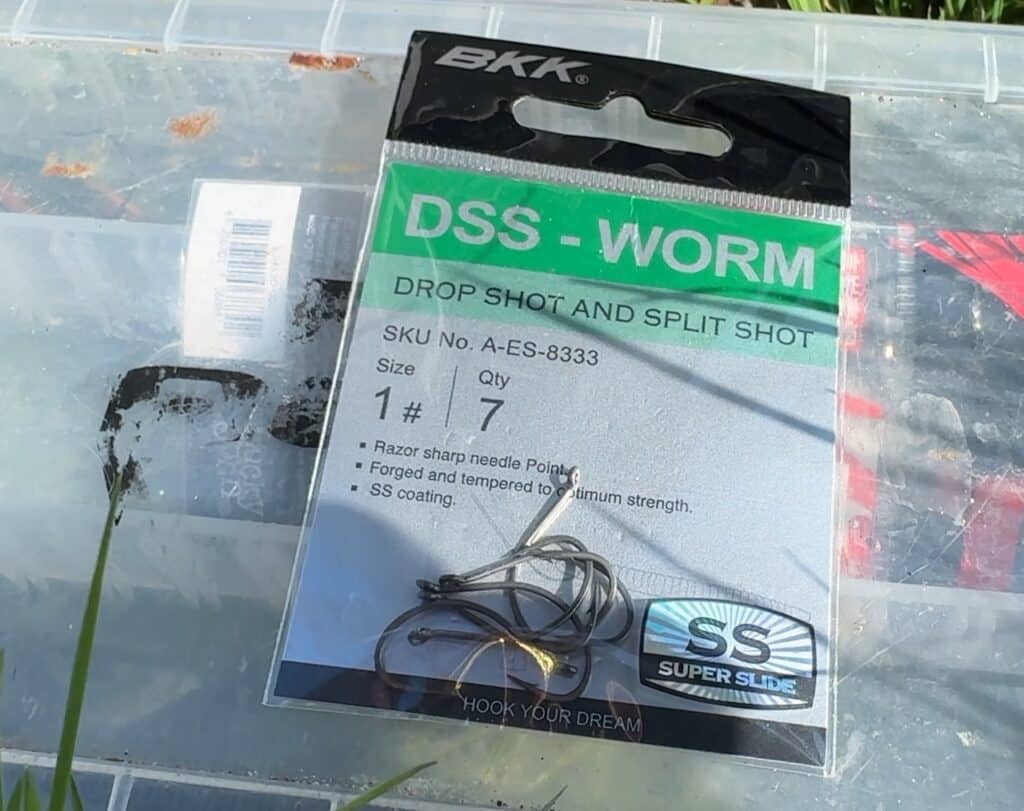 BKK®
DSS - WORM
DROP SHOT AND SPLIT SHOT
SKU No. A-ES-8333
Size
Qty
1#
7
▪ Razor sharp needle Point.
▪ Forged and tempered to optimum strength.
▪ SS coating.
SS
SUPER SLIDE
HOOK YOUR DREAM